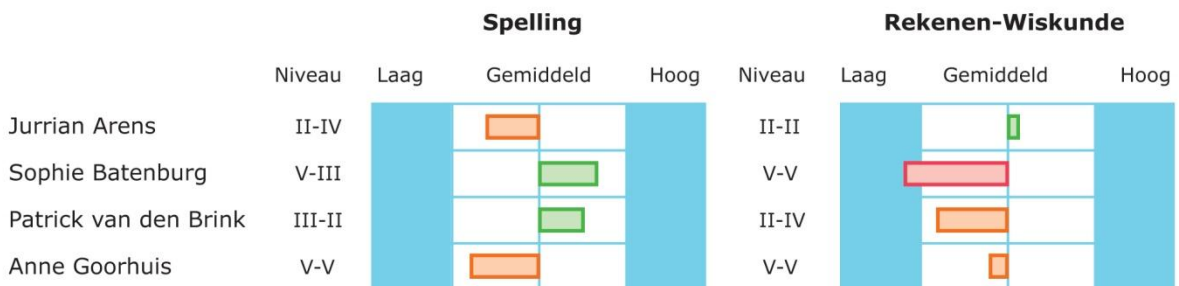 Spelling Rekenen-Wiskunde
Niveau Laag Gemiddeld Hoog Niveau Laag Gemiddeld Hoog
Jurrian Arens II-IV II-II
Sophie Batenburg V-III V-V
Patrick van den Brink III-II II-IV
Anne Goorhuis V-V V-V